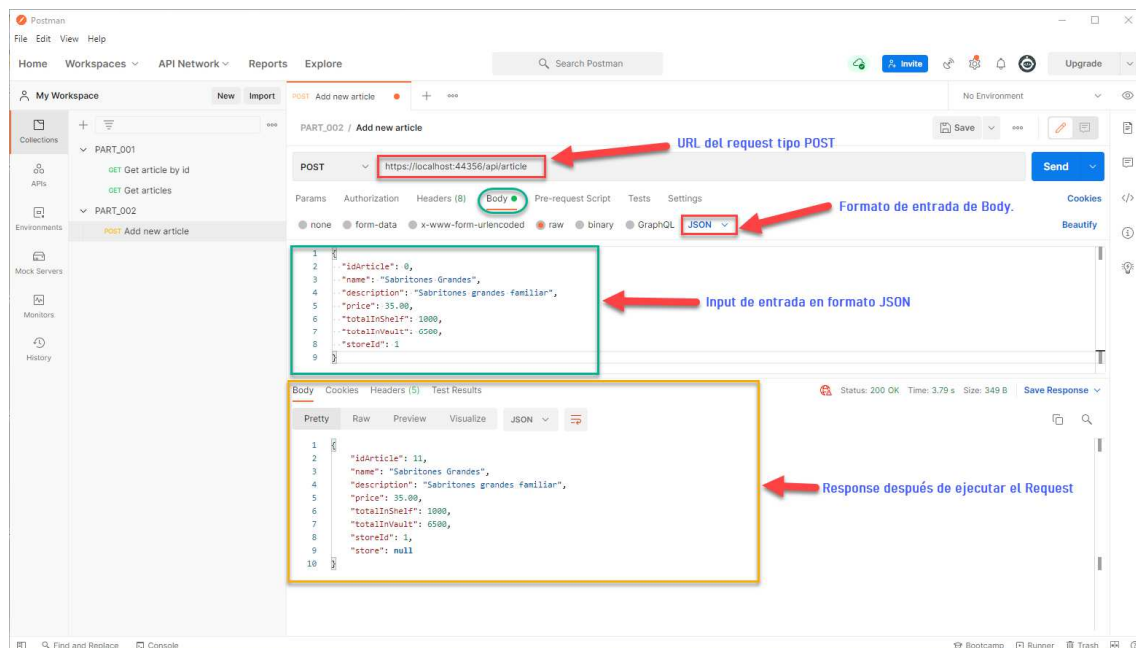 Postman
File Edit View Help
Home Workspaces API Network Reports Explore Search Postman Invite Upgrade
My Workspace New Import POST Add new article No Environment
Collections
APIs
Environments
Mock Servers
Monitors
History
PART_001
GET Get article by id
GET Get articles
PART_002
POST Add new article
PART_002 / Add new article Save
URL del request tipo POST
POST https://localhost:44356/api/article Send
Params Authorization Headers (8) Body Pre-request Script Tests Settings Cookies
Formato de entrada de Body.
none form-data x-www-form-urlencoded raw binary GraphQL JSON Beautify
1 {
2 "idArticle": 0,
3 "name": "Sabritones Grandes",
4 "description": "Sabritones grandes familiar",
5 "price": 35.00,
6 "totalInShelf": 1000,
7 "totalInVault": 6500,
8 "storeId": 1
9 }
Input de entrada en formato JSON
Body Cookies Headers (5) Test Results Status: 200 OK Time: 3.79 s Size: 349 B Save Response
Pretty Raw Preview Visualize JSON
1 {
2 "idArticle": 11,
3 "name": "Sabritones Grandes",
4 "description": "Sabritones grandes familiar",
5 "price": 35.00,
6 "totalInShelf": 1000,
7 "totalInVault": 6500,
8 "storeId": 1,
9 "store": null
10 }
Response después de ejecutar el Request
Find and Replace Console Bootcamp Runner Trash